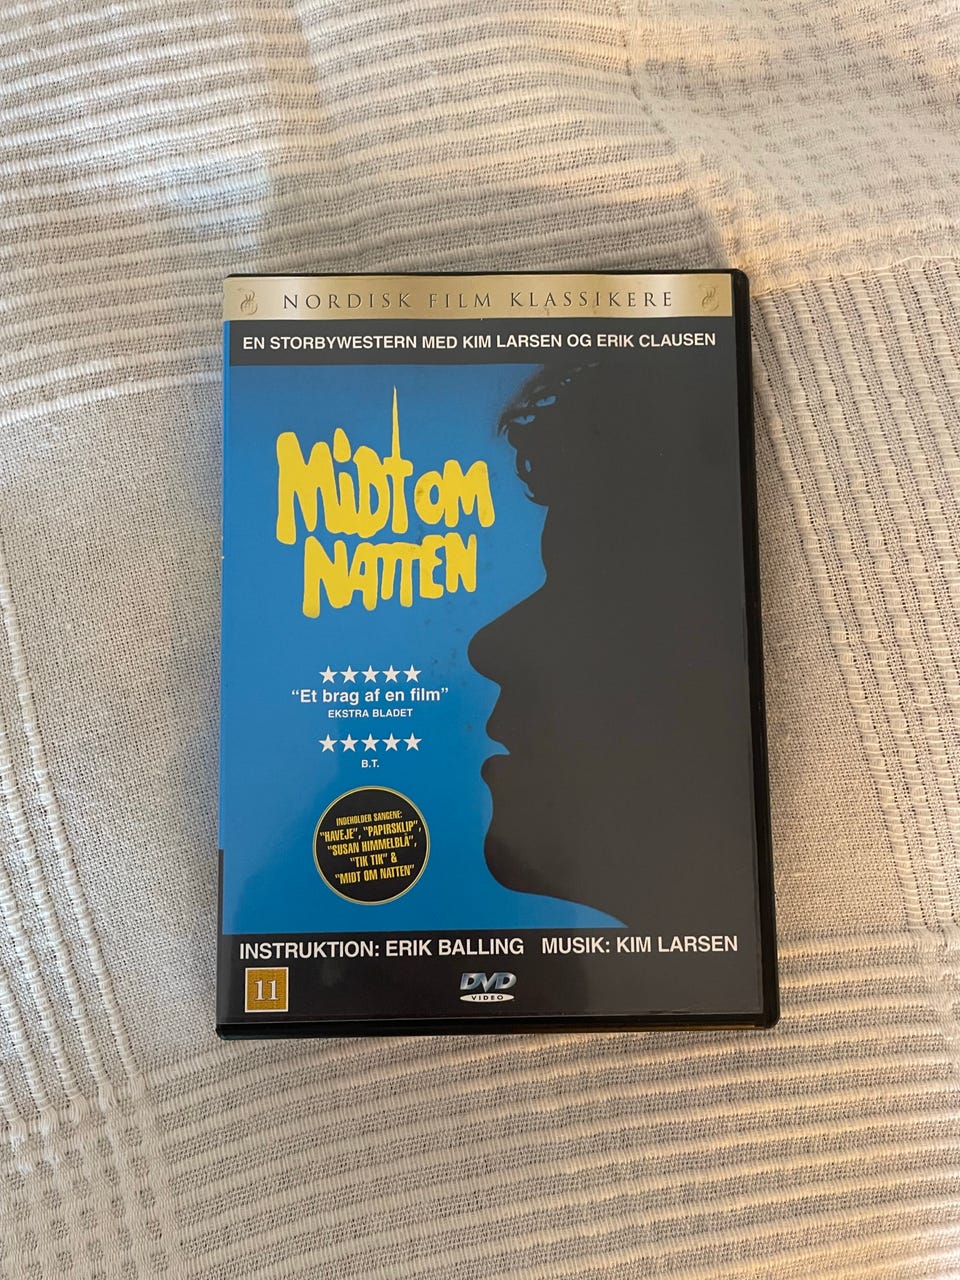 NORDISK FILM KLASSIKERE
EN STORBYWESTERN MED KIM LARSEN OG ERIK CLAUSEN
MIDT OM
NATTEN
"Et brag af en film"
EKSTRA BLADET
B.T.
INDEHOLDER SANGENE:
"HAVEJE", "PAPIRSKLIP",
"SUSAN HIMMELBLÅ",
"TIK TIK" &
"MIDT OM NATTEN"
INSTRUKTION: ERIK BALLING MUSIK: KIM LARSEN
11
DVD
VIDEO